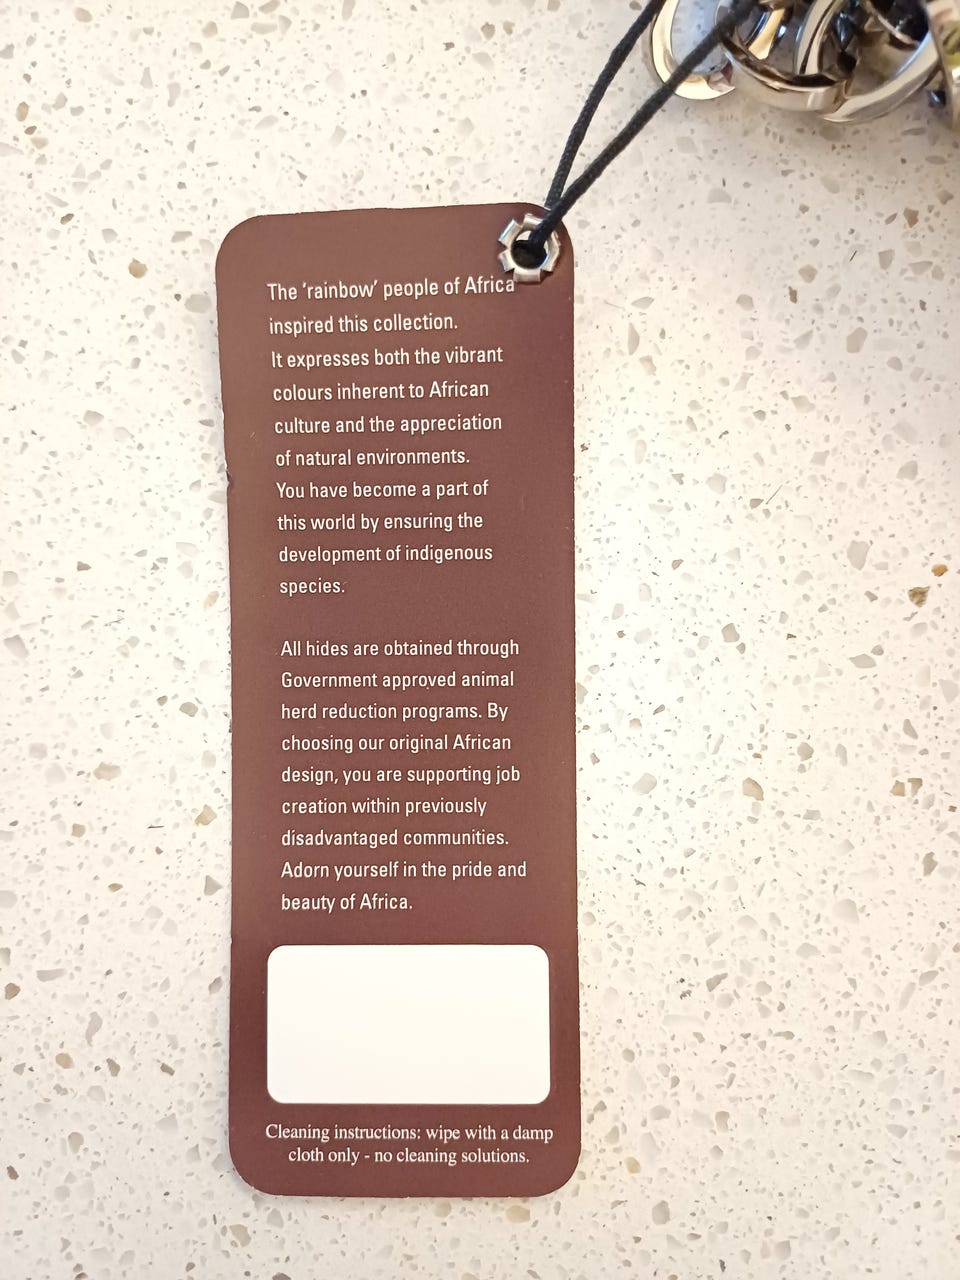 The 'rainbow' people of Africa
inspired this collection.
It expresses both the vibrant
colours inherent to African
culture and the appreciation
of natural environments.
You have become a part of
this world by ensuring the
development of indigenous
species.
All hides are obtained through
Government approved animal
herd reduction programs. By
choosing our original African
design, you are supporting job
creation within previously
disadvantaged communities.
Adorn yourself in the pride and
beauty of Africa.
Cleaning instructions: wipe with a damp
cloth only - no cleaning solutions.